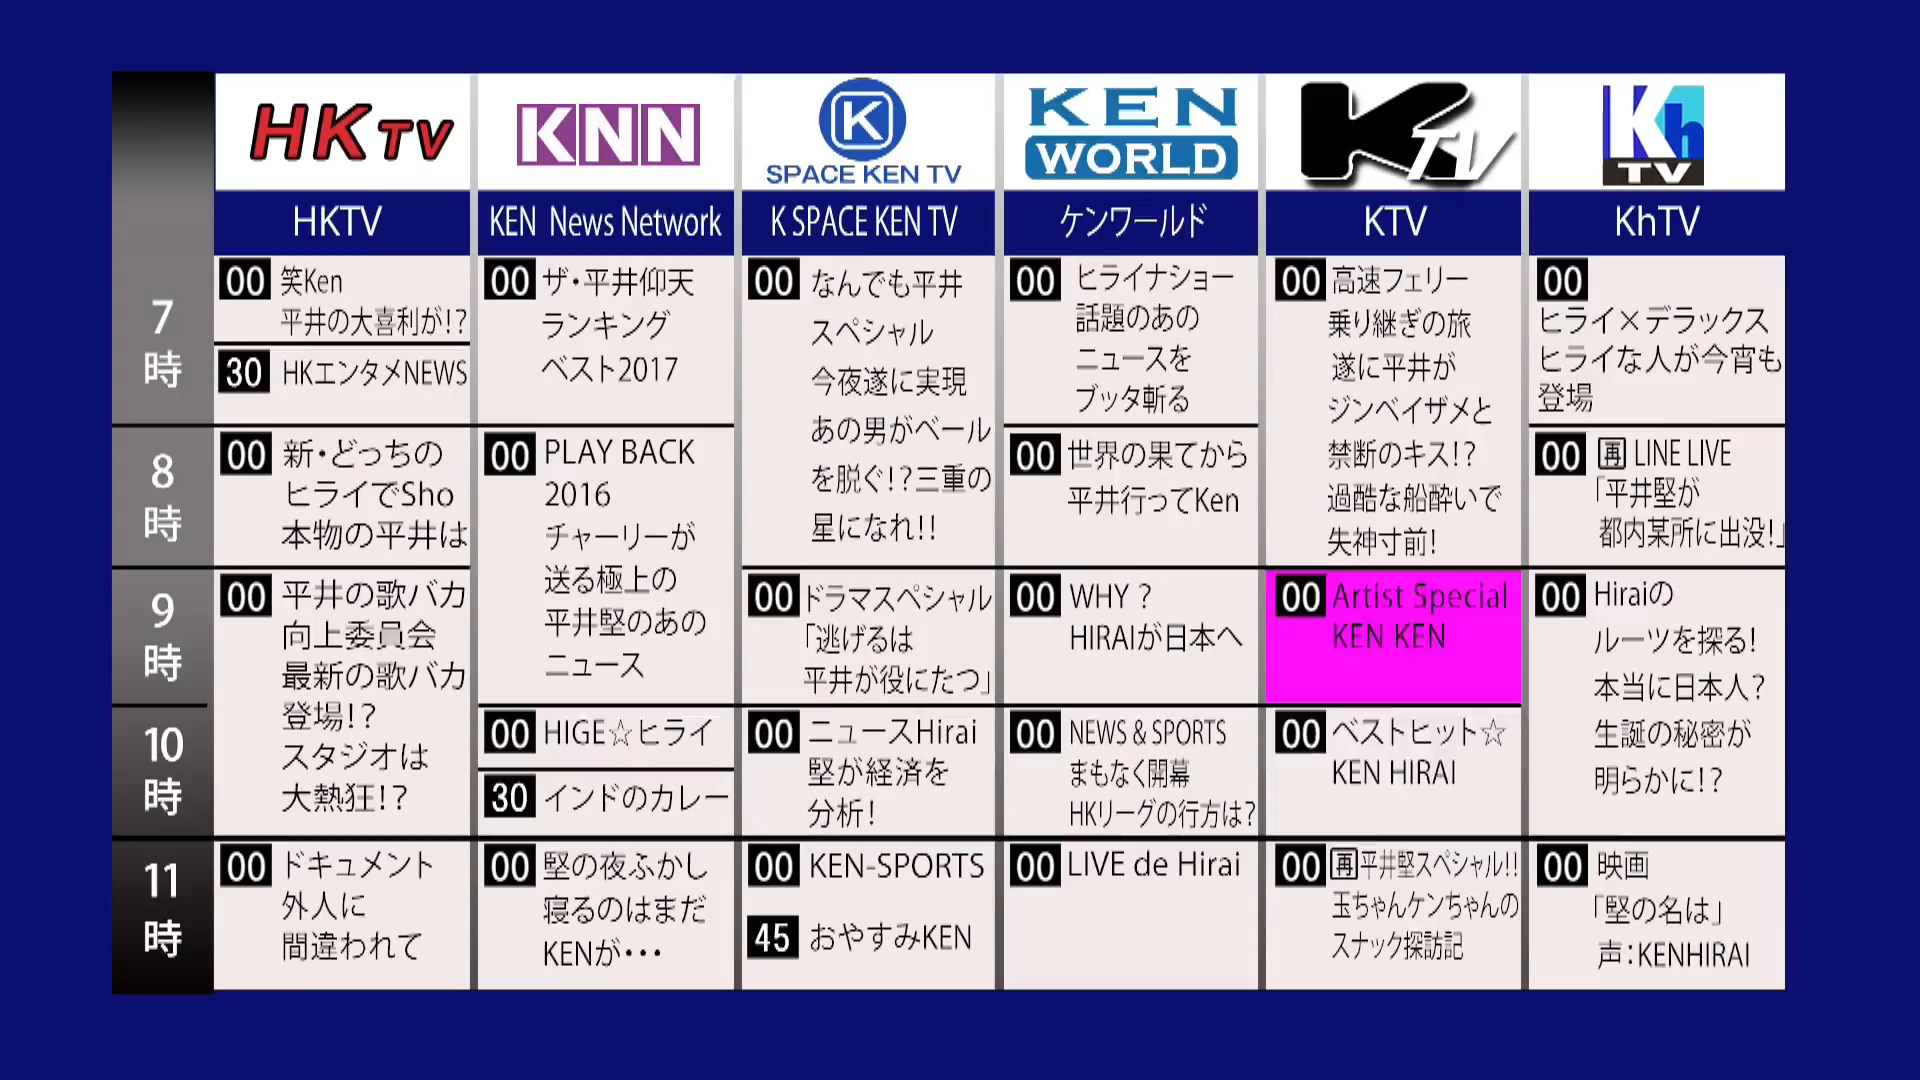 HK TV
KNN
K
SPACE KEN TV
KEN
WORLD
KTV
Kh
TV
HKTV
KEN News Network
K SPACE KEN TV
ケンワールド
KTV
KhTV
7
時
8
時
9
時
10
時
11
時
00 笑Ken
平井の大喜利が!?
30 HKエンタメNEWS
00 新・どっちの
ヒライでSho
本物の平井は
00 平井の歌バカ
向上委員会
最新の歌バカ
登場!?
スタジオは
大熱狂!?
00 ドキュメント
外人に
間違われて
00 ザ・平井仰天
ランキング
ベスト2017
00 PLAY BACK
2016
チャーリーが
送る極上の
平井堅のあの
ニュース
00 HIGE☆ヒライ
30 インドのカレー
00 堅の夜ふかし
寝るのはまだ
KENが・・・
00 なんでも平井
スペシャル
今夜遂に実現
あの男がベール
を脱ぐ!?三重の
星になれ!!
00 ドラマスペシャル
「逃げるは
平井が役にたつ」
00 ニュースHirai
堅が経済を
分析!
00 KEN-SPORTS
45 おやすみKEN
00 ヒライナショー
話題のあの
ニュースを
ブッタ斬る
00 世界の果てから
平井行ってKen
00 WHY ?
HIRAIが日本へ
00 NEWS & SPORTS
まもなく開幕
HKリーグの行方は?
00 LIVE de Hirai
00 高速フェリー
乗り継ぎの旅
遂に平井が
ジンベイザメと
禁断のキス!?
過酷な船酔いで
失神寸前!
00 Artist Special
KEN KEN
00 ベストヒット☆
KEN HIRAI
00 再平井堅スペシャル!!
玉ちゃんケンちゃんの
スナック探訪記
00
ヒライ×デラックス
ヒライな人が今宵も
登場
00 再 LINE LIVE
「平井堅が
都内某所に出没!」
00 Hiraiの
ルーツを探る!
本当に日本人?
生誕の秘密が
明らかに!?
00 映画
「堅の名は」
声:KENHIRAI